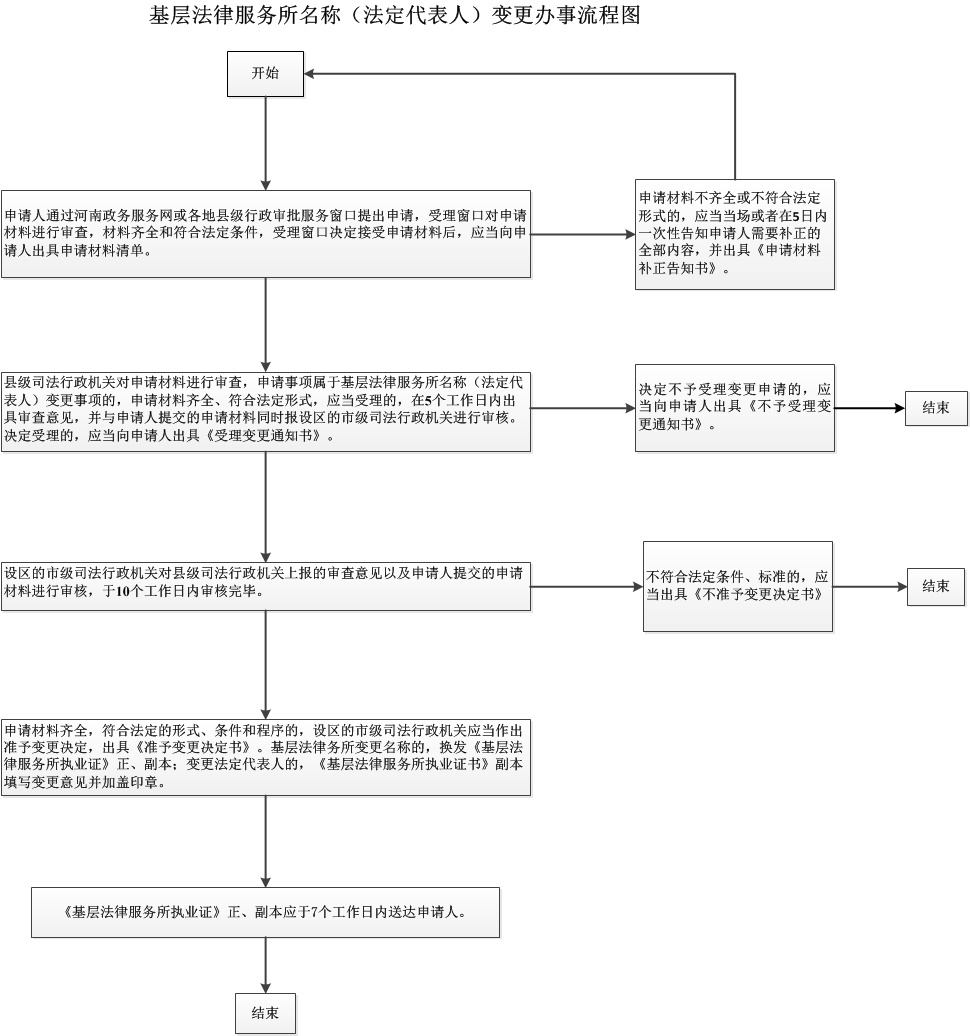 基层法律服务所名称（法定代表人）变更办事流程图
开始
申请人通过河南政务服务网或各地县级行政审批服务窗口提出申请，受理窗口对申请
材料进行审查，材料齐全和符合法定条件，受理窗口决定接受申请材料后，应当向申
请人出具申请材料清单。
申请材料不齐全或不符合法定
形式的，应当当场或者在5日内
一次性告知申请人需要补正的
全部内容，并出具《申请材料
补正告知书》。
县级司法行政机关对申请材料进行审查，申请事项属于基层法律服务所名称（法定代
表人）变更事项的，申请材料齐全、符合法定形式，应当受理的，在5个工作日内出
具审查意见，并与申请人提交的申请材料同时报设区的市级司法行政机关进行审核。
决定受理的，应当向申请人出具《受理变更通知书》。
决定不予受理变更申请的，应
当向申请人出具《不予受理变
更通知书》。
结束
设区的市级司法行政机关对县级司法行政机关上报的审查意见以及申请人提交的申请
材料进行审核，于10个工作日内审核完毕。
不符合法定条件、标准的，应
当出具《不准予变更决定书》
结束
申请材料齐全，符合法定的形式、条件和程序的，设区的市级司法行政机关应当作出
准予变更决定，出具《准予变更决定书》。基层法律务所变更名称的，换发《基层法
律服务所执业证》正、副本；变更法定代表人的，《基层法律服务所执业证书》副本
填写变更意见并加盖印章。
《基层法律服务所执业证》正、副本应于7个工作日内送达申请人。
结束